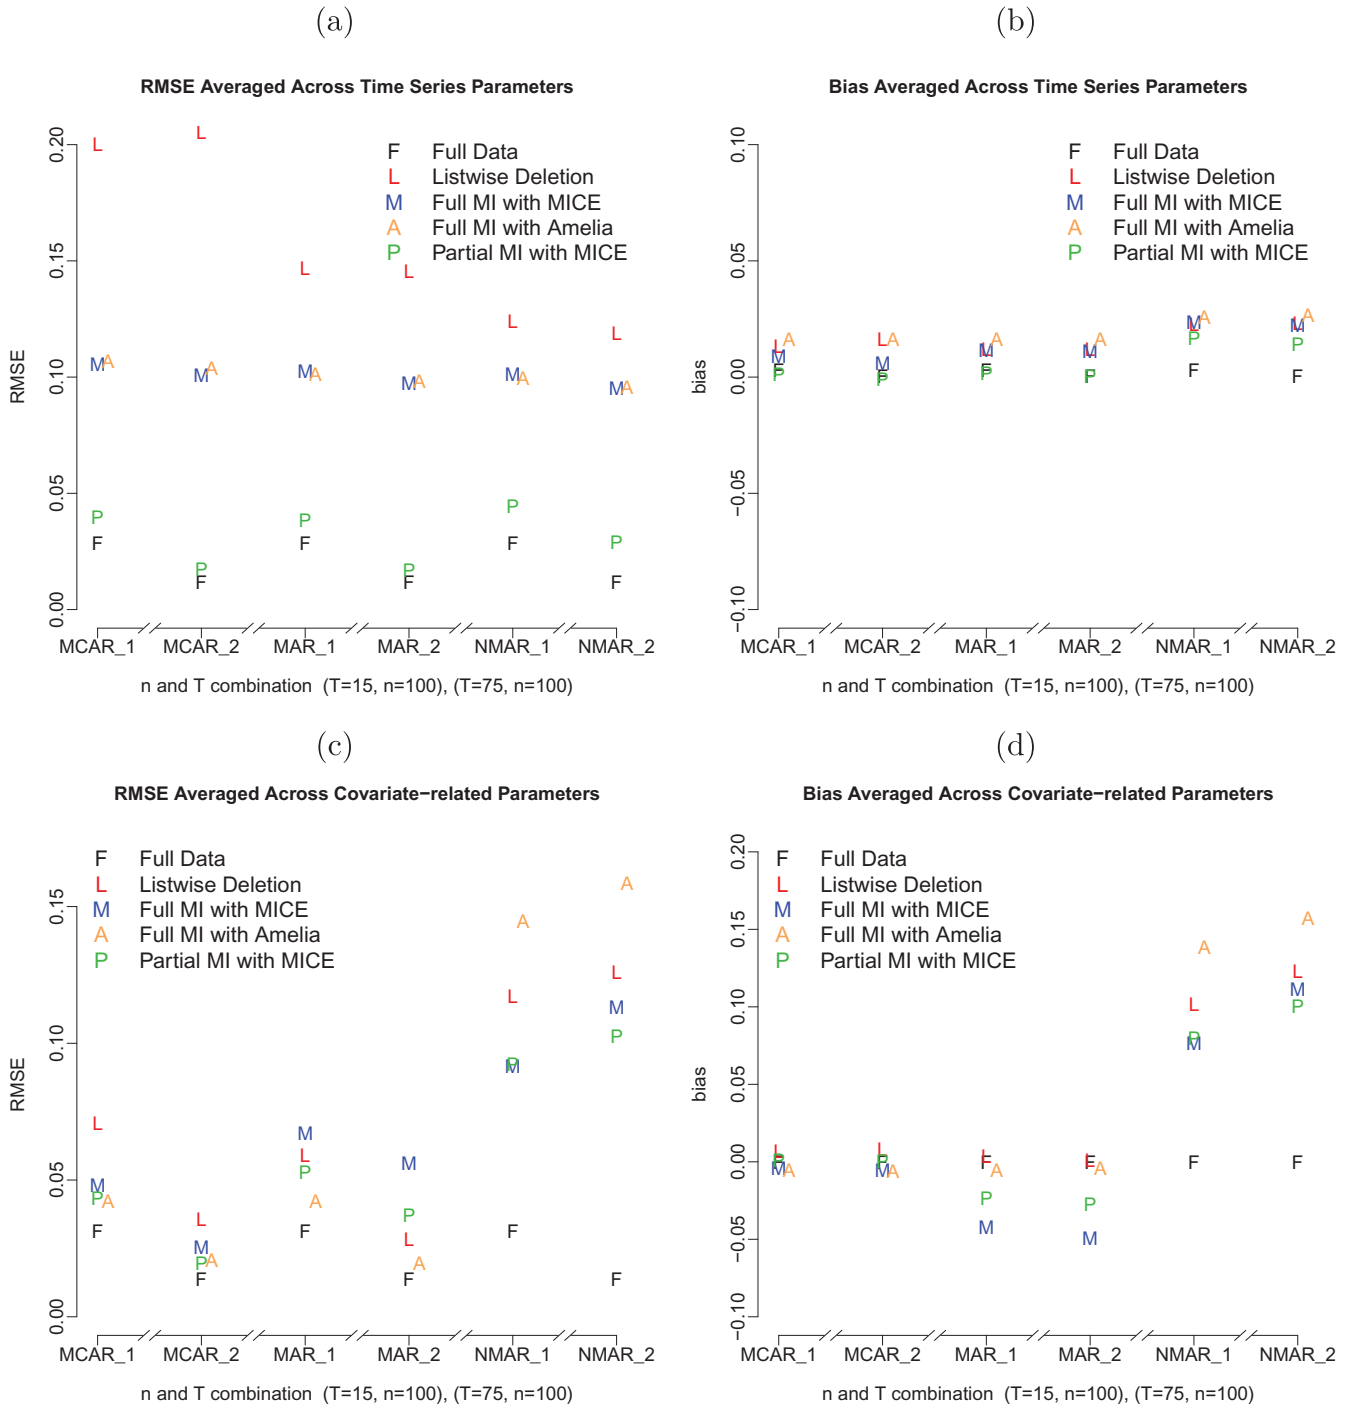 (a)
RMSE Averaged Across Time Series Parameters
F Full Data
L Listwise Deletion
M Full MI with MICE
A Full MI with Amelia
P Partial MI with MICE
RMSE
0.20
0.15
0.10
0.05
0.00
L L L L L L
M A M A M A M A M A M A
P P P P P P
F F F F F F
MCAR_1 MCAR_2 MAR_1 MAR_2 NMAR_1 NMAR_2
n and T combination (T=15, n=100), (T=75, n=100)
(b)
Bias Averaged Across Time Series Parameters
F Full Data
L Listwise Deletion
M Full MI with MICE
A Full MI with Amelia
P Partial MI with MICE
bias
0.10
0.05
0.00
−0.05
−0.10
L A L A L A L A L A L A
M M M M M M
P P P P P P
F F F F F F
MCAR_1 MCAR_2 MAR_1 MAR_2 NMAR_1 NMAR_2
n and T combination (T=15, n=100), (T=75, n=100)
(c)
RMSE Averaged Across Covariate−related Parameters
F Full Data
L Listwise Deletion
M Full MI with MICE
A Full MI with Amelia
P Partial MI with MICE
RMSE
0.15
0.10
0.05
0.00
L L L L L L
M M M M M M
P A P A P A P A P A P A
F F F F F F
MCAR_1 MCAR_2 MAR_1 MAR_2 NMAR_1 NMAR_2
n and T combination (T=15, n=100), (T=75, n=100)
(d)
Bias Averaged Across Covariate−related Parameters
F Full Data
L Listwise Deletion
M Full MI with MICE
A Full MI with Amelia
P Partial MI with MICE
bias
0.20
0.15
0.10
0.05
0.00
−0.05
−0.10
L L L L L L
F F F F F F
P A P A P A P A P A P A
M M M M M M
MCAR_1 MCAR_2 MAR_1 MAR_2 NMAR_1 NMAR_2
n and T combination (T=15, n=100), (T=75, n=100)